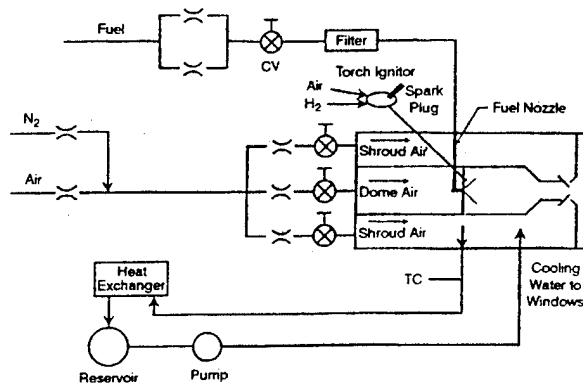 Fuel
Filter
CV
Torch Ignitor
Air
Spark
Plug
H2
Fuel Nozzle
N2
Shroud Air
Air
Dome Air
Shroud Air
Heat
Exchanger
TC
Cooling
Water to
Windows
Reservoir
Pump